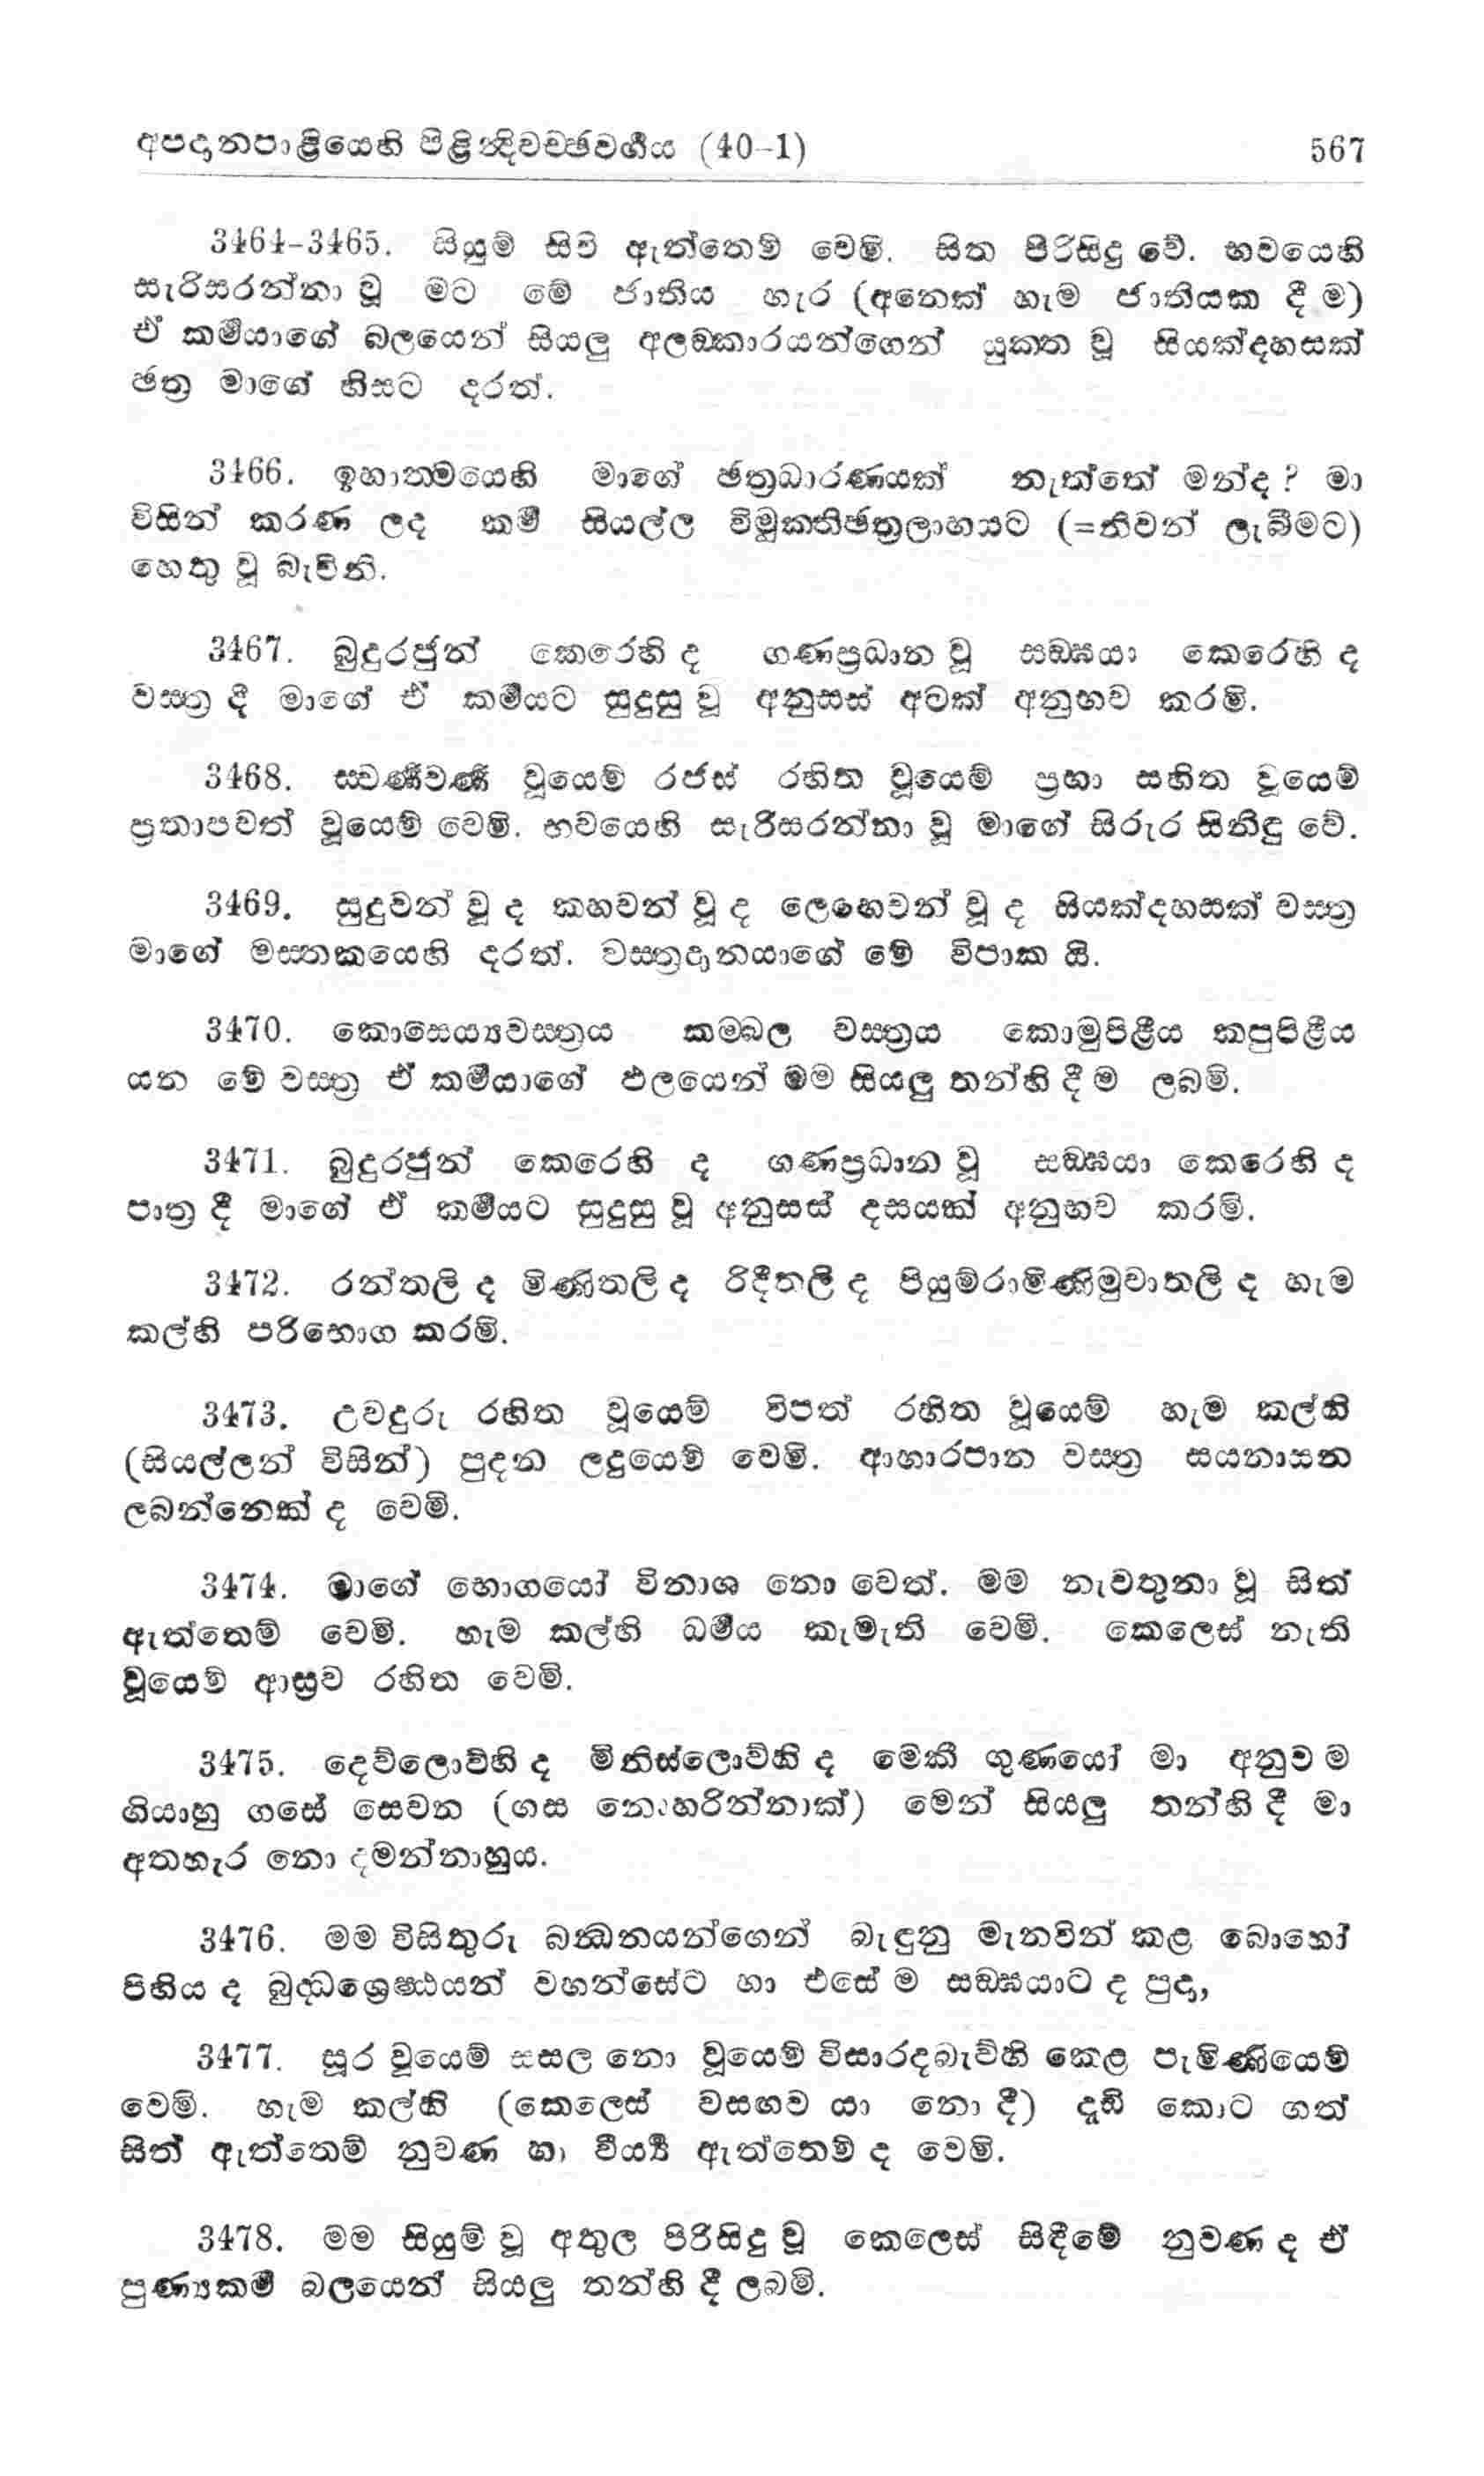 අපදානපාළියෙහි පිළින්‍දිවච්ඡවර්‍ගය (40-1) 567
3464-3465. සියුම් සිවි ඇත්තෙම් වෙමි. සිත පිරිසිදු වේ. භවයෙහි
සැරිසරන්නා වූ මට මේ ජාතිය හැර (අනෙක් හැම ජාතියක දී ම)
ඒ කර්‍මයාගේ බලයෙන් සියලු අලඞ්කාරයන්ගෙන් යුක්ත වූ සියක්දහසක්
ඡත්‍ර මාගේ හිසට දරත්.
3466. ඉහාත්මයෙහි මාගේ ඡත්‍රධාරණයක් නැත්තේ මන්ද? මා
විසින් කරණ ලද කර්‍ම සියල්ල විමුක්තිඡත්‍රලාභයට (=නිවන් ලැබීමට)
හෙතු වූ බැවිනි.
3467. බුදුරජුන් කෙරෙහි ද ගණප්‍රධාන වූ සඞ්ඝයා කෙරෙහි ද
වස්ත්‍ර දී මාගේ ඒ කර්‍මයට සුදුසු වූ අනුසස් අටක් අනුභව කරමි.
3468. ස්වර්‍ණවර්‍ණ වූයෙම් රජස් රහිත වූයෙම් ප්‍රභා සහිත වූයෙම්
ප්‍රතාපවත් වූයෙම් වෙමි. භවයෙහි සැරිසරන්නා වූ මාගේ සිරුර සිනිඳු වේ.
3469. සුදුවන් වූ ද කහවන් වූ ද ලෙහෙවන් වූ ද සියක්දහසක් වස්ත්‍ර
මාගේ මස්තකයෙහි දරත්. වස්ත්‍රදානයාගේ මේ විපාක යි.
3470. කොසෙය්‍යවස්ත්‍රය කම්බල වස්ත්‍රය කොමුපිළීය කපුපිළීය
යන මේ වස්ත්‍ර ඒ කර්‍මයාගේ ඵලයෙන් මම සියලු තන්හි දී ම ලබමි.
3471. බුදුරජුන් කෙරෙහි ද ගණප්‍රධාන වූ සඞ්ඝයා කෙරෙහි ද
පාත්‍ර දී මාගේ ඒ කර්‍මයට සුදුසු වූ අනුසස් දසයක් අනුභව කරමි.
3472. රන්තලි ද මිණිතලි ද රිදීතලි ද පියුම්රාමිණිමුවාතලි ද හැම
කල්හි පරිභොග කරමි.
3473. උවදුරු රහිත වූයෙම් විපත් රහිත වූයෙම් හැම කල්හි
(සියල්ලන් විසින්) පුදන ලදුයෙම් වෙමි. ආහාරපාන වස්ත්‍ර සයනාසන
ලබන්නෙක් ද වෙමි.
3474. මාගේ භොගයෝ විනාශ නො වෙත්. මම නැවතුනා වූ සිත්
ඇත්තෙම් වෙමි. හැම කල්හි ධර්‍මය කැමැති වෙමි. කෙලෙස් නැති
වූයෙම් ආස්‍රව රහිත වෙමි.
3475. දෙව්ලොව්හි ද මිනිස්ලොව්හි ද මෙකී ගුණයෝ මා අනුව ම
ගියාහු ගසේ සෙවන (ගස නොහරින්නාක්) මෙන් සියලු තන්හි දී මා
අතහැර නො දමන්නාහුය.
3476. මම විසිතුරු බන්‍ධනයන්ගෙන් බැඳුනු මැනවින් කළ බොහෝ
පිහිය ද බුද්ධශ්‍රෙෂ්ඨයන් වහන්සේට හා එසේ ම සඞ්ඝයාට ද පුදා,
3477. සූර වූයෙම් සසල නො වූයෙම් විසාරදබැව්හි කෙළ පැමිණියෙම්
වෙමි. හැම කල්හි (කෙලෙස් වසඟව යා නො දී) දැඩි කොට ගත්
සිත් ඇත්තෙම් නුවණ හා වීර්‍ය්‍ය ඇත්තෙම් ද වෙමි.
3478. මම සියුම් වූ අතුල පිරිසිදු වූ කෙලෙස් සිඳීමේ නුවණ ද ඒ
පුණ්‍යකර්‍ම බලයෙන් සියලු තන්හි දී ලබමි.